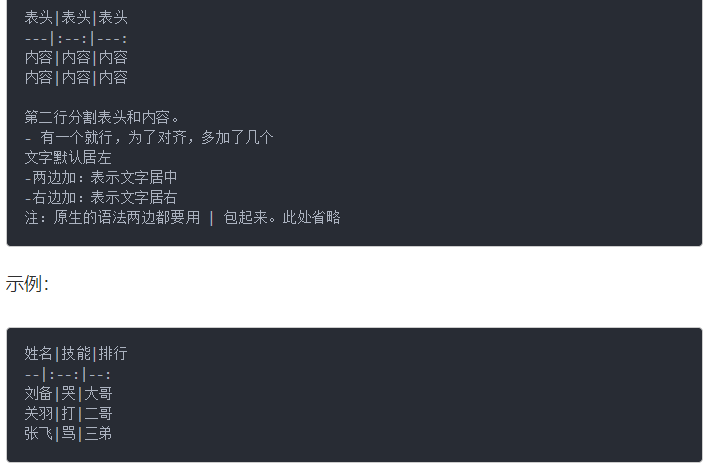 表头|表头|表头
---|:--:|---:
内容|内容|内容
内容|内容|内容
第二行分割表头和内容。
- 有一个就行，为了对齐，多加了几个
文字默认居左
-两边加：表示文字居中
-右边加：表示文字居右
注：原生的语法两边都要用 | 包起来。此处省略
示例：
姓名|技能|排行
--|:--:|--:
刘备|哭|大哥
关羽|打|二哥
张飞|骂|三弟